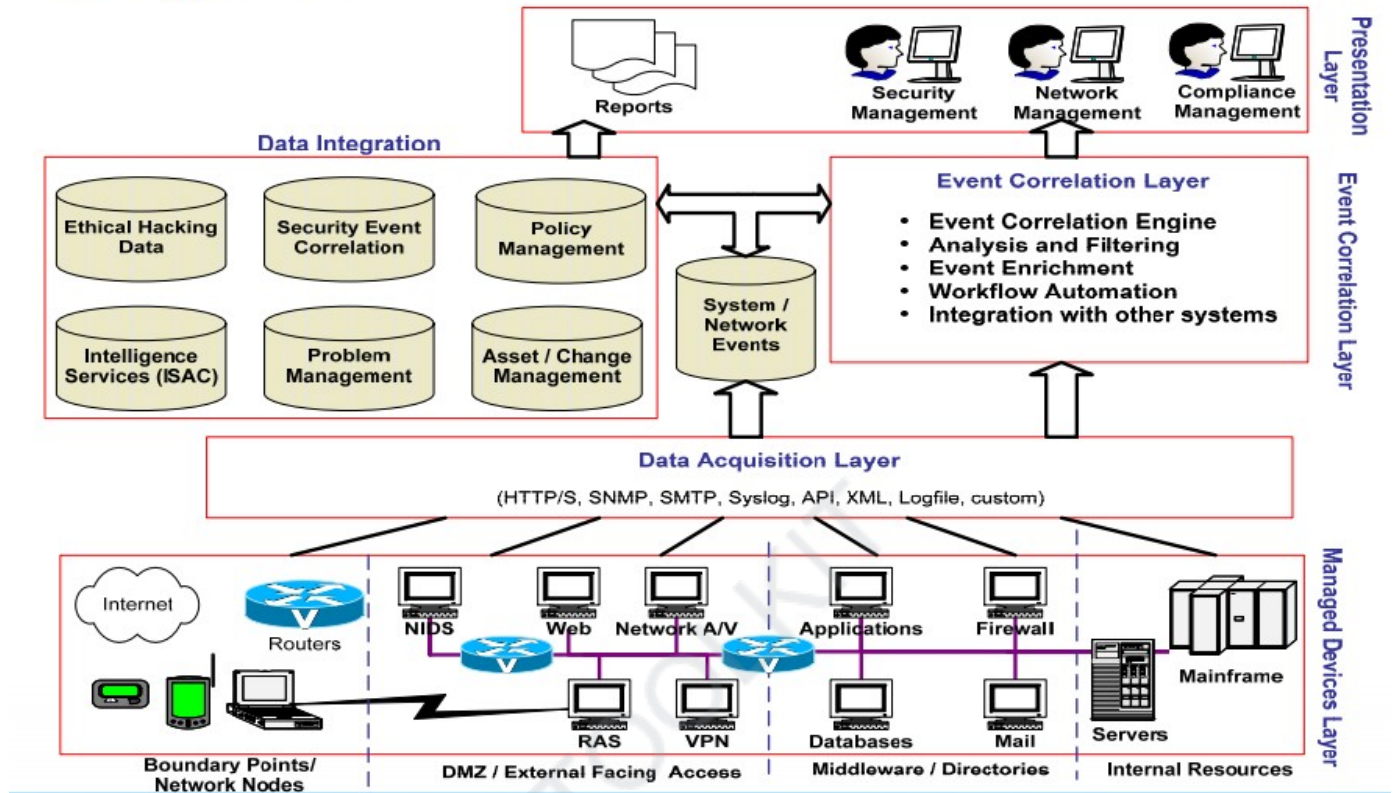 Presentation
Layer
Reports
Security
Management
Network
Management
Compliance
Management
Data Integration
Ethical Hacking
Data
Security Event
Correlation
Policy
Management
Intelligence
Services (ISAC)
Problem
Management
Asset / Change
Management
System /
Network
Events
Event Correlation Layer
• Event Correlation Engine
• Analysis and Filtering
• Event Enrichment
• Workflow Automation
• Integration with other systems
Event Correlation Layer
Data Acquisition Layer
(HTTP/S, SNMP, SMTP, Syslog, API, XML, Logfile, custom)
Managed Devices Layer
Internet
Routers
NIDS
Web
Network A/V
Applications
Firewall
Mainframe
RAS
VPN
Databases
Mail
Servers
Boundary Points/
Network Nodes
DMZ / External Facing Access
Middleware / Directories
Internal Resources
TOOLKIT